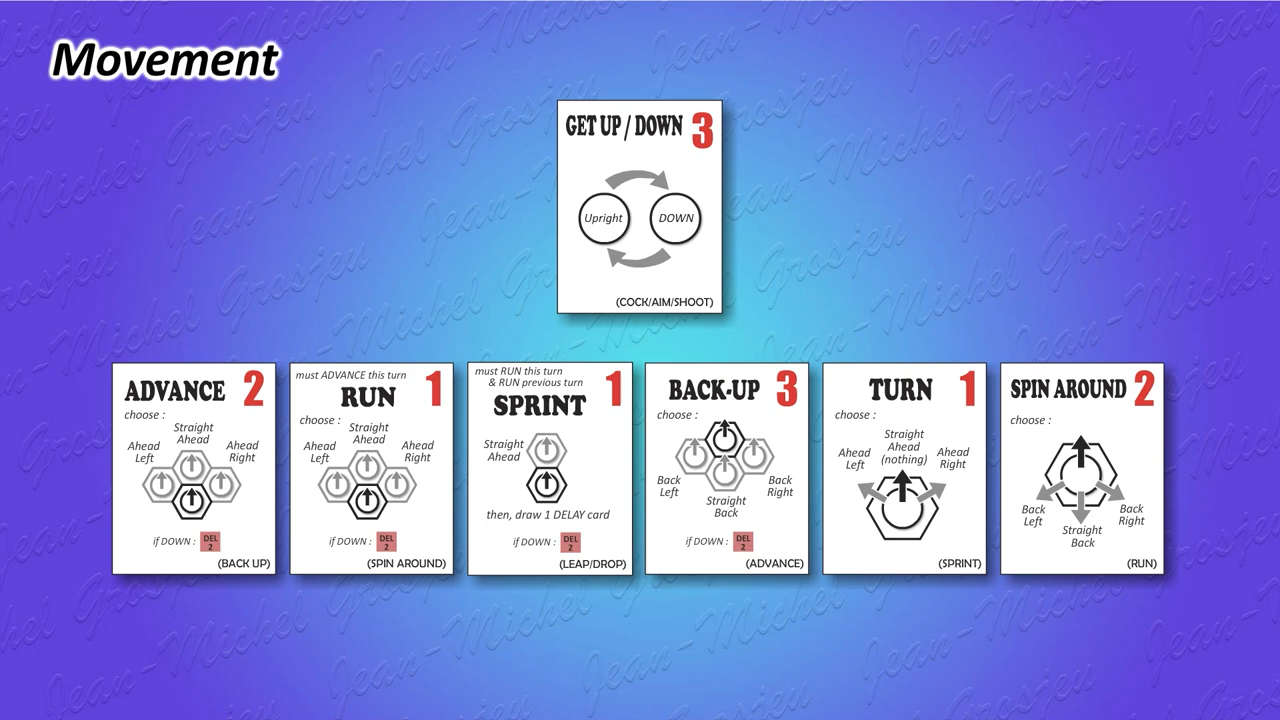 Movement
GET UP / DOWN 3
Upright DOWN
(COCK/AIM/SHOOT)
ADVANCE 2
choose :
Straight
Ahead
Ahead
Left
Ahead
Right
if DOWN : DEL
2
(BACK UP)
must ADVANCE this turn
RUN 1
choose :
Straight
Ahead
Ahead
Left
Ahead
Right
if DOWN : DEL
2
(SPIN AROUND)
must RUN this turn
& RUN previous turn
SPRINT 1
Straight
Ahead
then, draw 1 DELAY card
if DOWN : DEL
2
(LEAP/DROP)
BACK-UP 3
choose :
Back
Left
Back
Right
Straight
Back
if DOWN : DEL
2
(ADVANCE)
TURN 1
choose :
Straight
Ahead
(nothing)
Ahead
Left
Ahead
Right
(SPRINT)
SPIN AROUND 2
choose :
Back
Left
Back
Right
Straight
Back
(RUN)
Jean-Michel Grosjeu